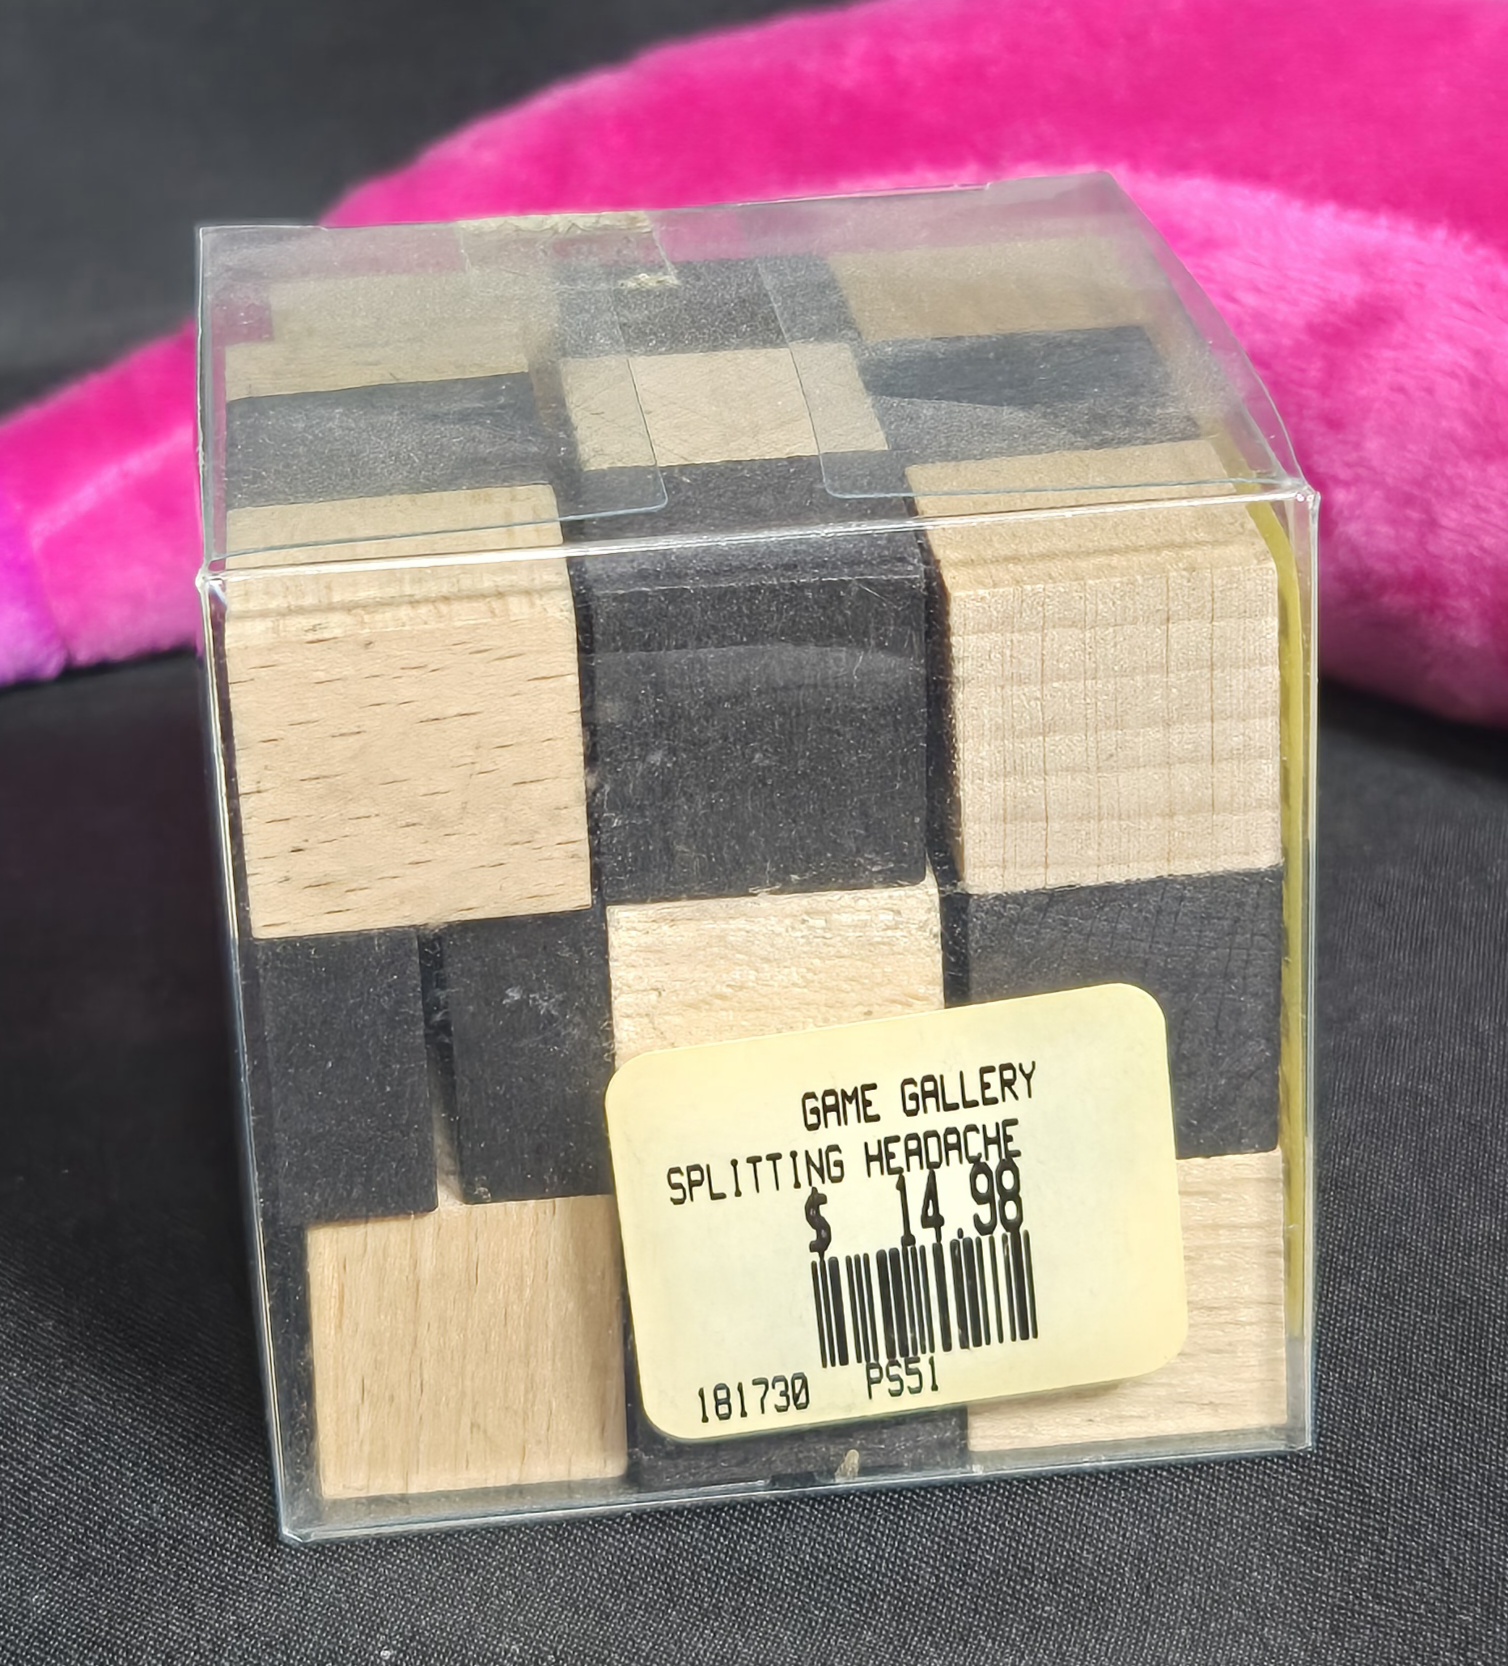 GAME GALLERY
SPLITTING HEADACHE
$ 14.98
181730 PS51